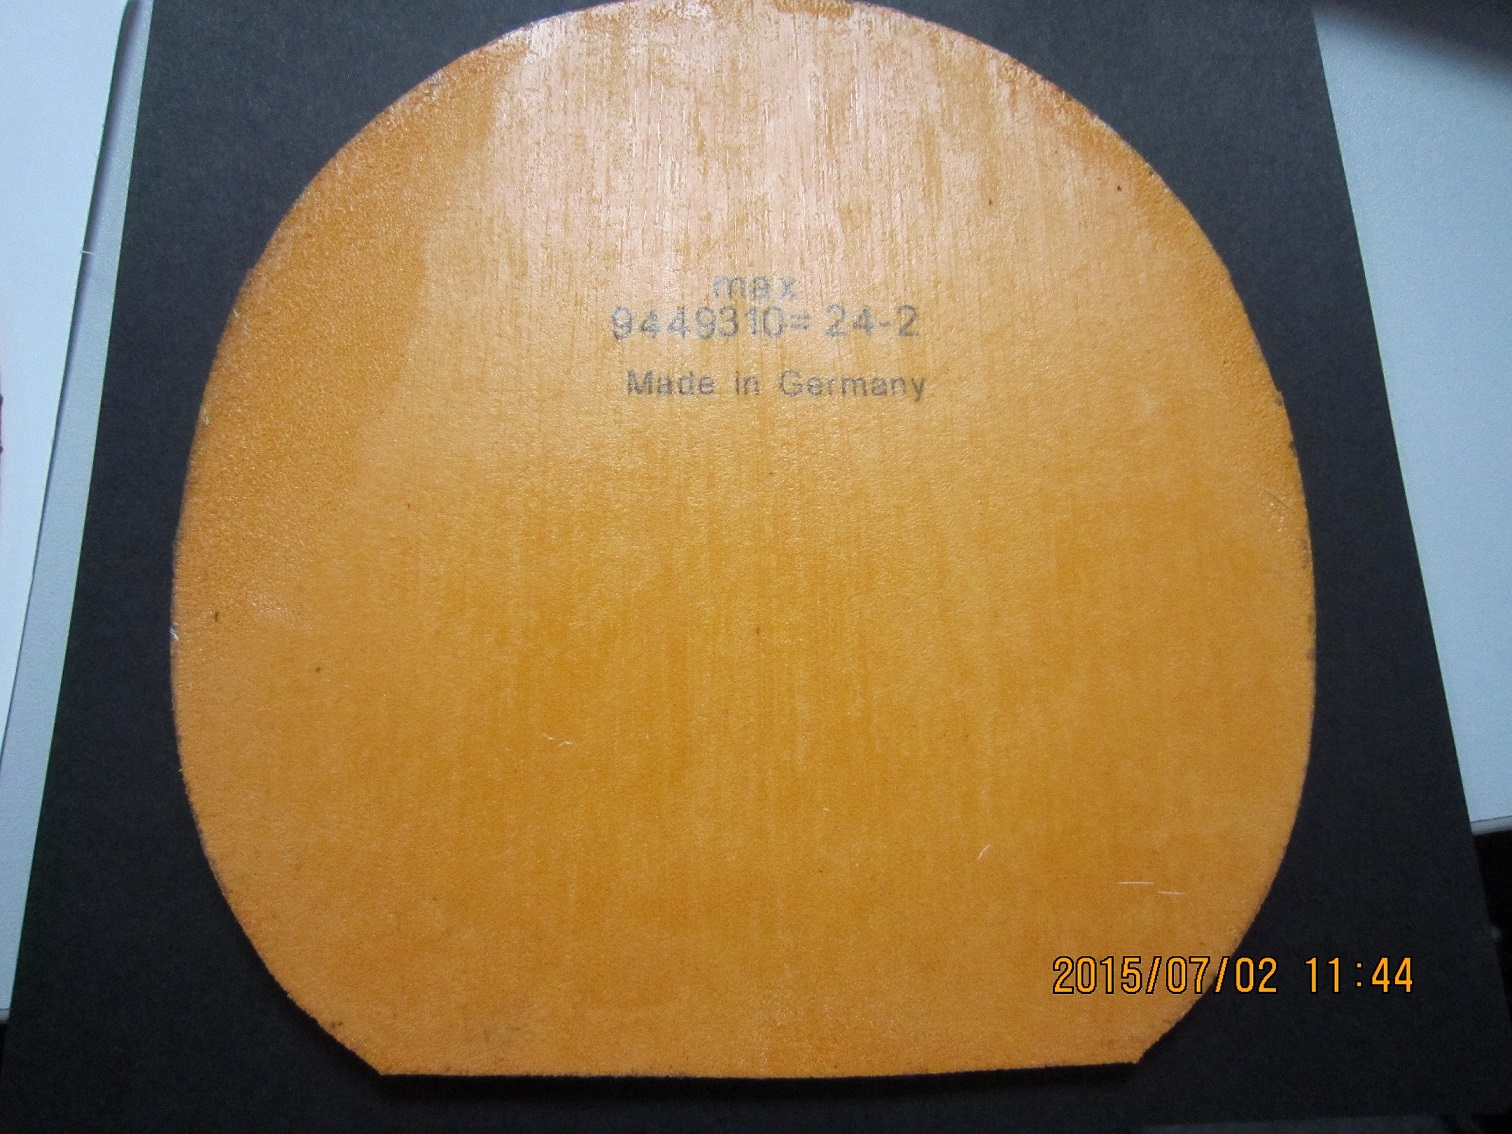 max
9449310= 24-2
Made in Germany
2015/07/02 11:44